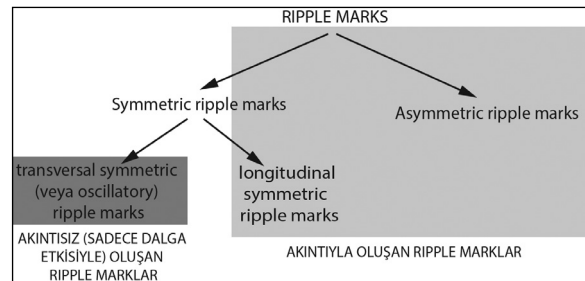 RIPPLE MARKS
Symmetric ripple marks
Asymmetric ripple marks
transversal symmetric
(veya oscillatory)
ripple marks
longitudinal
symmetric
ripple marks
AKINTISIZ (SADECE DALGA
ETKİSİYLE) OLUŞAN
RIPPLE MARKLAR
AKINTIYLA OLUŞAN RIPPLE MARKLAR